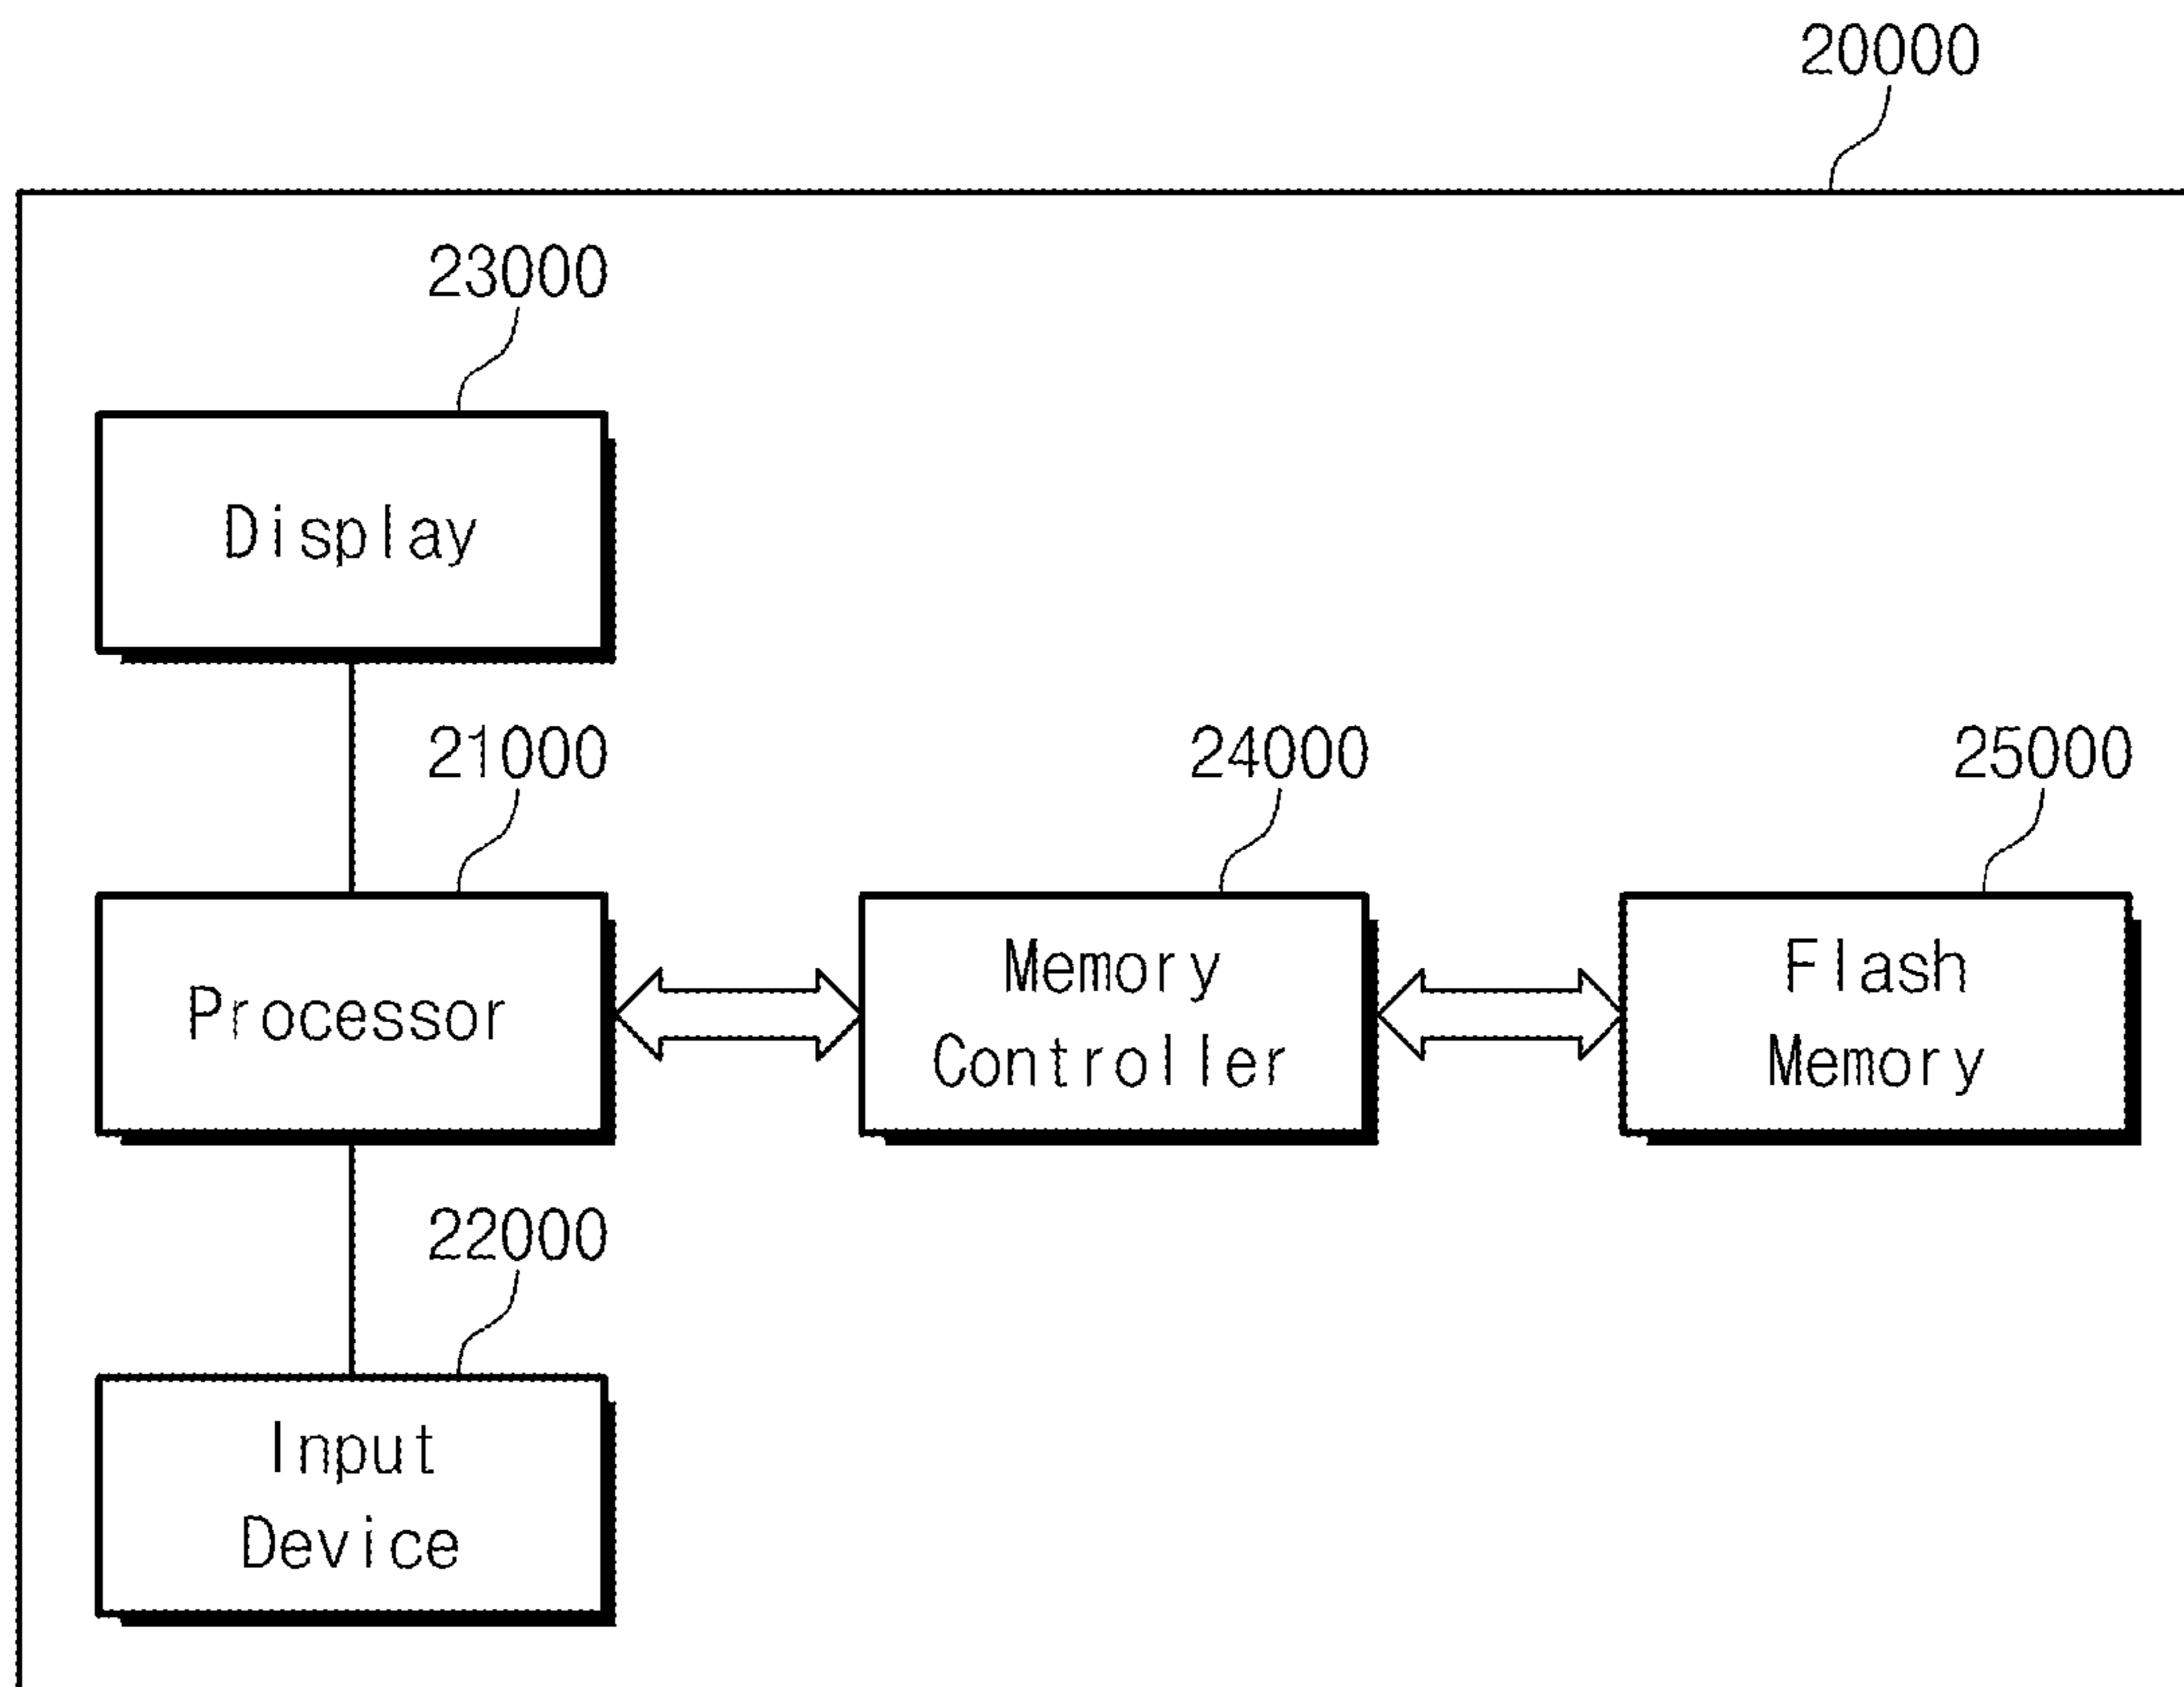 20000
23000
Display
21000
24000
25000
Processor
Memory
Controller
Flash
Memory
22000
Input
Device